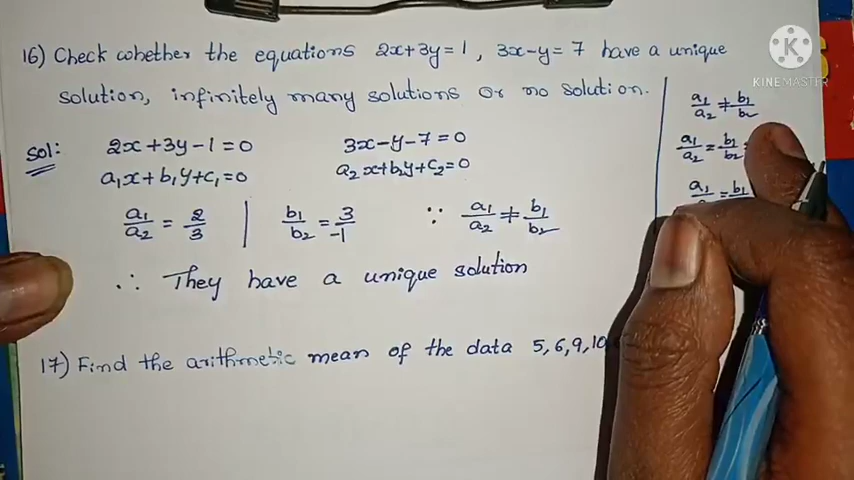 16) Check whether the equations 2x+3y=1, 3x-y=7 have a unique
solution, infinitely many solutions or no solution.
Sol: 2x+3y-1=0 3x-y-7=0
a₁x+b₁y+c₁=0 a₂x+b₂y+c₂=0
a₁/a₂ = 2/3 | b₁/b₂ = 3/-1 ∵ a₁/a₂ ≠ b₁/b₂
∴ They have a unique solution
17) Find the arithmetic mean of the data 5,6,9,10
a₁/a₂ ≠ b₁/b₂
a₁/a₂ = b₁/b₂ =
a₁ = b₁
K
KINEMASTER